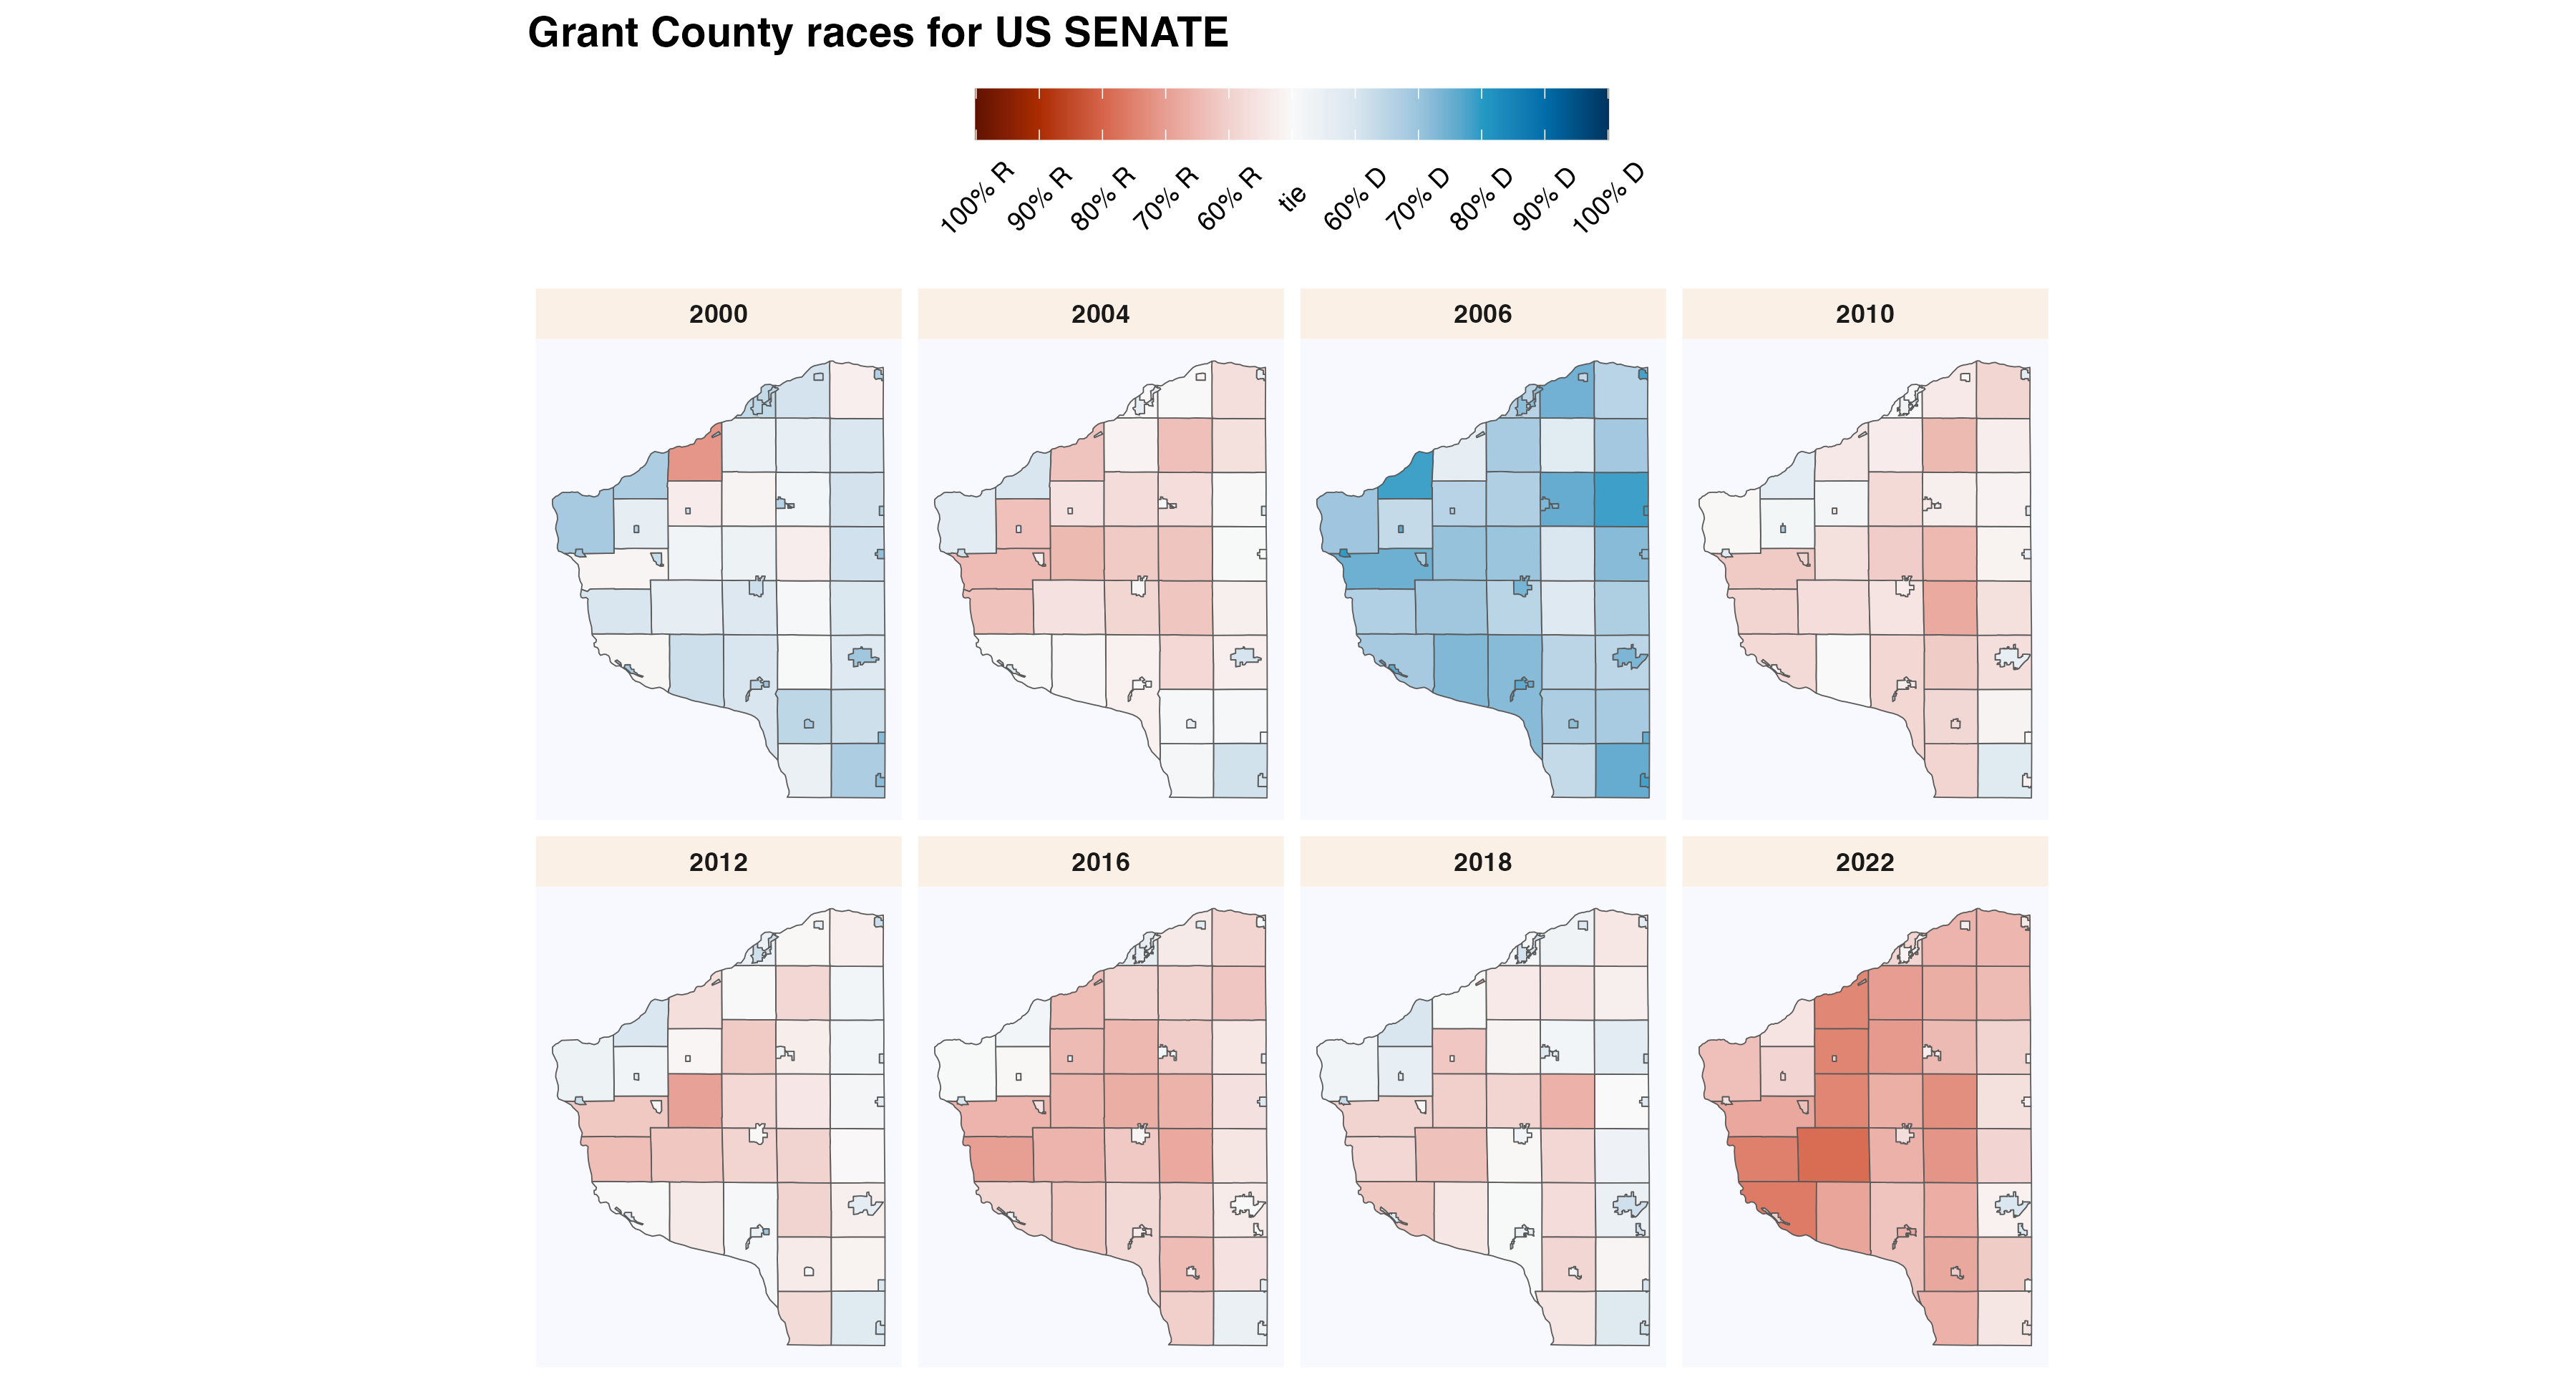 Grant County races for US SENATE
100% R
90% R
80% R
70% R
60% R
tie
60% D
70% D
80% D
90% D
100% D
2000
2004
2006
2010
2012
2016
2018
2022